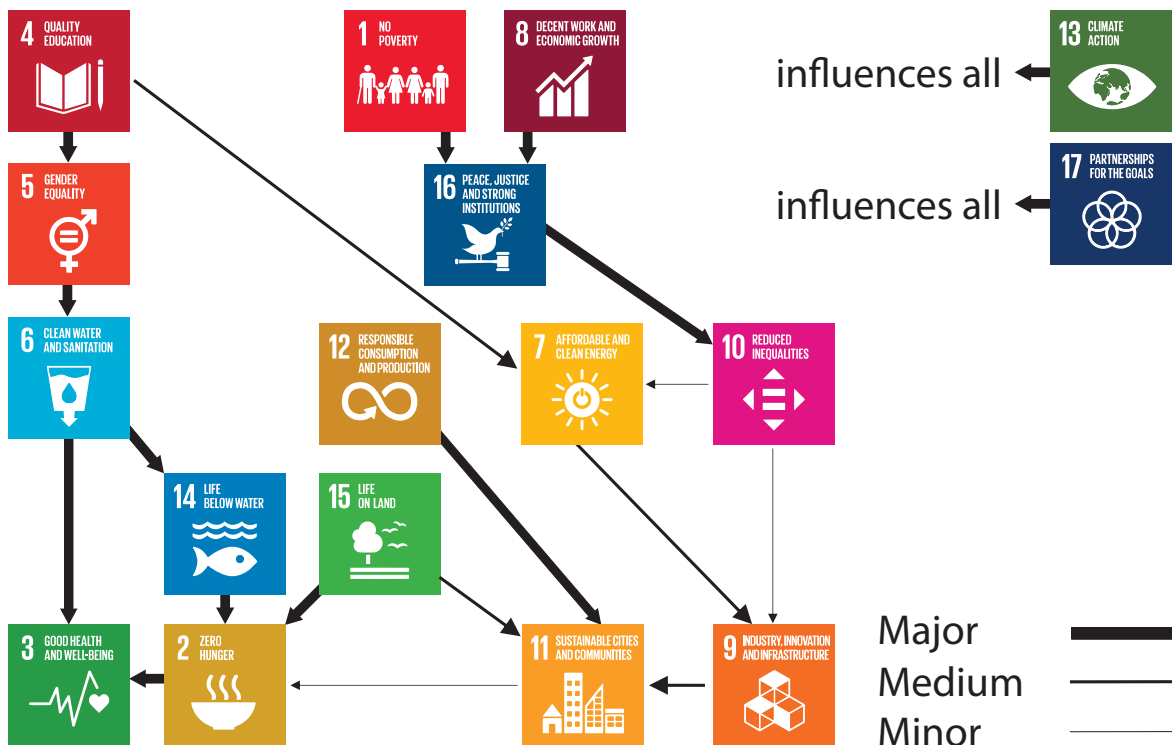 4 QUALITY
EDUCATION
1 NO
POVERTY
8 DECENT WORK AND
ECONOMIC GROWTH
influences all
13 CLIMATE
ACTION
5 GENDER
EQUALITY
16 PEACE, JUSTICE
AND STRONG
INSTITUTIONS
influences all
17 PARTNERSHIPS
FOR THE GOALS
6 CLEAN WATER
AND SANITATION
12 RESPONSIBLE
CONSUMPTION
AND PRODUCTION
7 AFFORDABLE AND
CLEAN ENERGY
10 REDUCED
INEQUALITIES
14 LIFE
BELOW WATER
15 LIFE
ON LAND
3 GOOD HEALTH
AND WELL-BEING
2 ZERO
HUNGER
11 SUSTAINABLE CITIES
AND COMMUNITIES
9 INDUSTRY, INNOVATION
AND INFRASTRUCTURE
Major
Medium
Minor